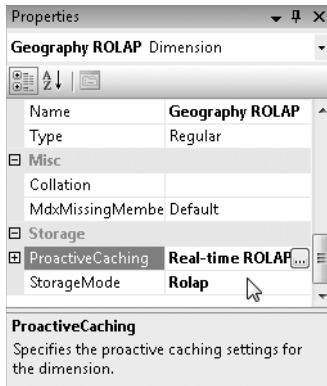 Properties
Geography ROLAP Dimension
Name Geography ROLAP
Type Regular
Misc
Collation
MdxMissingMembe Default
Storage
ProactiveCaching Real-time ROLAP ...
StorageMode Rolap
ProactiveCaching
Specifies the proactive caching settings for
the dimension.